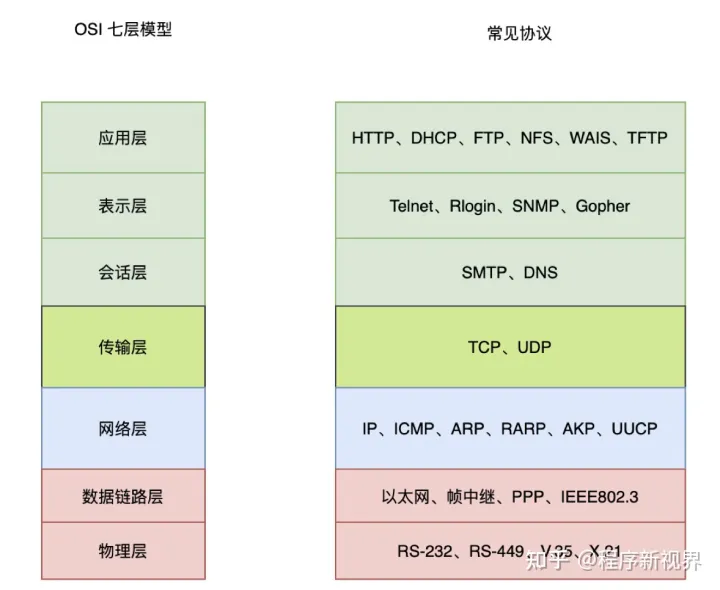 OSI 七层模型
常见协议
应用层
HTTP、DHCP、FTP、NFS、WAIS、TFTP
表示层
Telnet、Rlogin、SNMP、Gopher
会话层
SMTP、DNS
传输层
TCP、UDP
网络层
IP、ICMP、ARP、RARP、AKP、UUCP
数据链路层
以太网、帧中继、PPP、IEEE802.3
物理层
RS-232、RS-449、V.35、X.21
知乎 @程序新视界